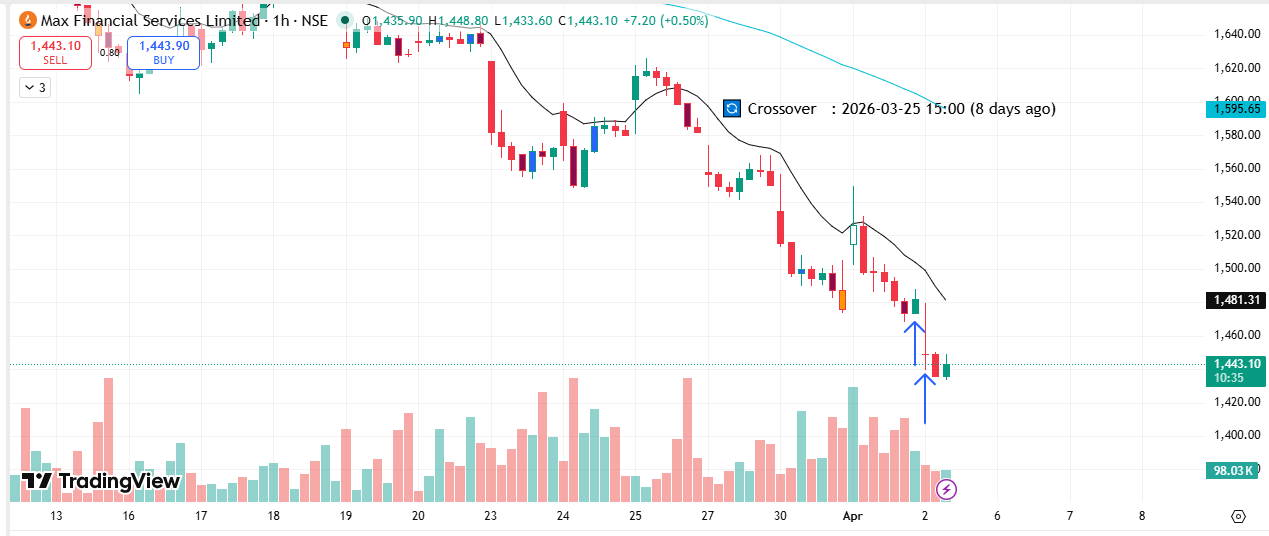 Max Financial Services Limited · 1h · NSE O1,435.90 H1,448.80 L1,433.60 C1,443.10 +7.20 (+0.50%)
1,443.10
SELL
0.80
1,443.90
BUY
3
Crossover : 2026-03-25 15:00 (8 days ago)
1,640.00
1,620.00
1,600.00
1,595.65
1,580.00
1,560.00
1,540.00
1,520.00
1,500.00
1,481.31
1,460.00
1,443.10
10:35
1,420.00
1,400.00
98.03 K
TradingView
13 16 17 18 19 20 23 24 25 27 30 Apr 2 6 7 8